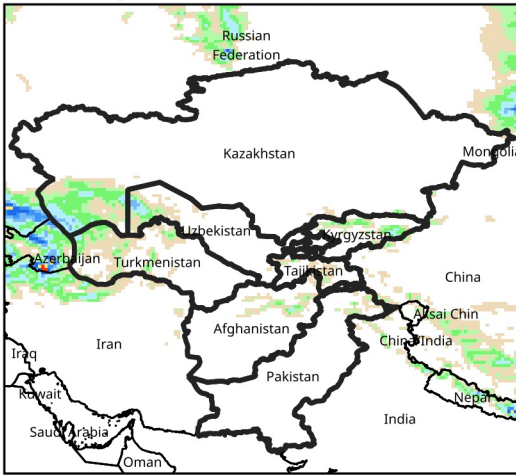 Russian
Federation
Kazakhstan
Mongolia
Uzbekistan
Kyrgyzstan
Azerbaijan
Turkmenistan
Tajikistan
China
Aksai Chin
Afghanistan
China/India
Iran
Iraq
Pakistan
Kuwait
Nepal
India
Saudi Arabia
Oman